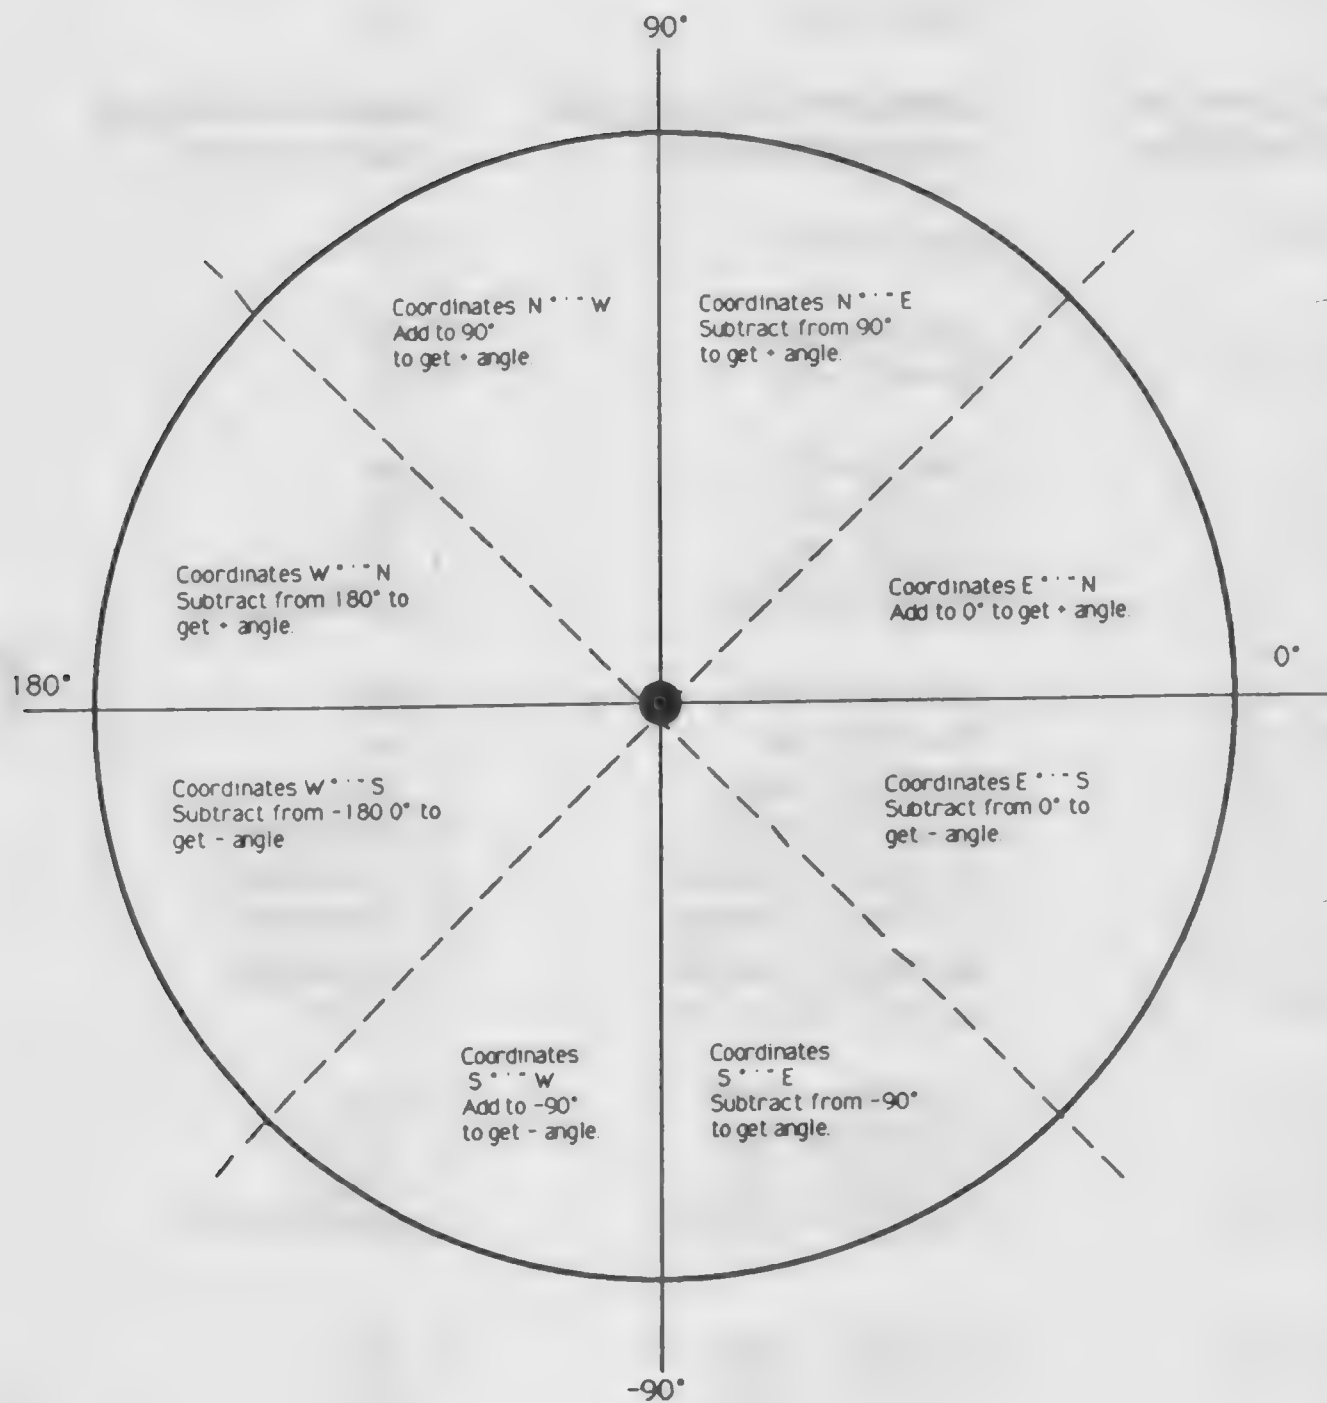 90°
Coordinates N ° ' " W
Add to 90°
to get + angle
Coordinates N ° ' " E
Subtract from 90°
to get + angle.
Coordinates W ° ' " N
Subtract from 180° to
get + angle.
Coordinates E ° ' " N
Add to 0° to get + angle.
180°
0°
Coordinates W ° ' " S
Subtract from -180 0° to
get - angle
Coordinates E ° ' " S
Subtract from 0° to
get - angle.
Coordinates
S ° ' " W
Add to -90°
to get - angle.
Coordinates
S ° ' " E
Subtract from -90°
to get angle.
-90°